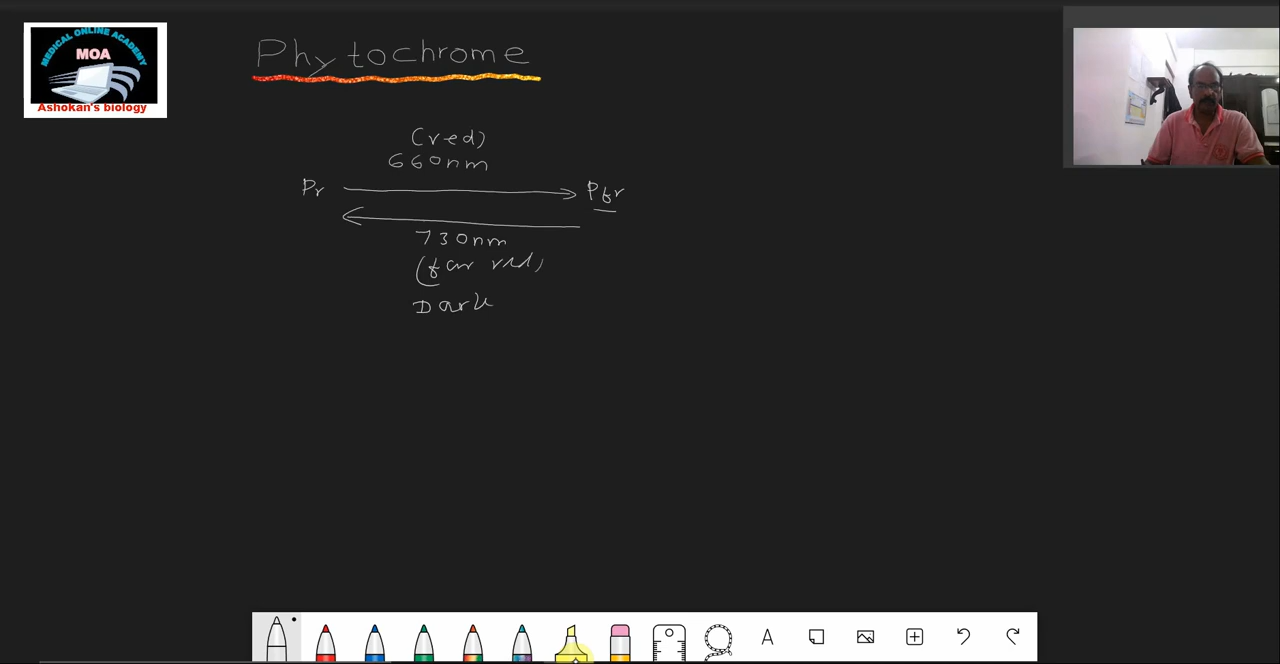 MEDICAL ONLINE ACADEMY
MOA
Ashokan's biology
Phytochrome
(red)
660nm
Pr
Pfr
730nm
(far red)
Dark
A